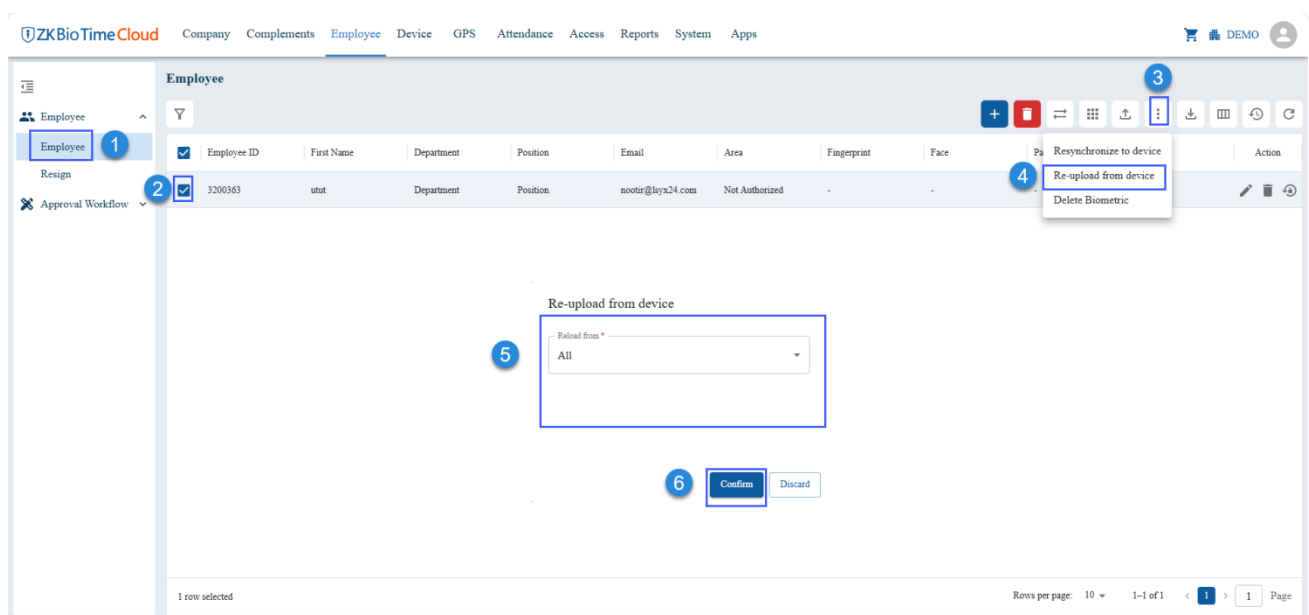 ZKBioTime Cloud Company Complements Employee Device GPS Attendance Access Reports System Apps DEMO
Employee
3
Employee
Employee 1
Resign
Approval Workflow
Employee ID First Name Department Position Email Area Fingerprint Face Pa Action
2 3200363 utut Department Position nootir@lsyx24.com Not Authorized - - -
Resynchronize to device
4 Re-upload from device
Delete Biometric
Re-upload from device
Reload from *
5 All
6 Confirm Discard
1 row selected Rows per page: 10 1–1 of 1 < 1 > 1 Page